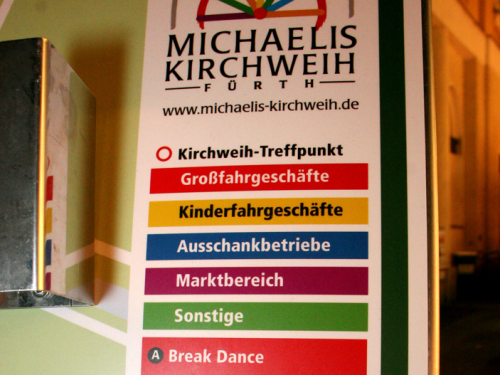 MICHAELIS
KIRCHWEIH
FÜRTH
www.michaelis-kirchweih.de
Kirchweih-Treffpunkt
Großfahrgeschäfte
Kinderfahrgeschäfte
Ausschankbetriebe
Marktbereich
Sonstige
A Break Dance